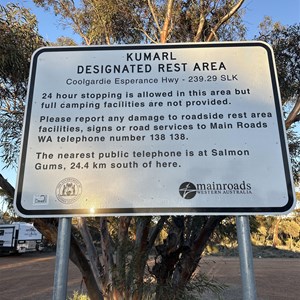 KUMARL
DESIGNATED REST AREA
Coolgardie Esperance Hwy - 239.29 SLK
24 hour stopping is allowed in this area but
full camping facilities are not provided.
Please report any damage to roadside rest area
facilities, signs or road services to Main Roads
WA telephone number 138 138.
The nearest public telephone is at Salmon
Gums, 24.4 km south of here.
mainroads
WESTERN AUSTRALIA